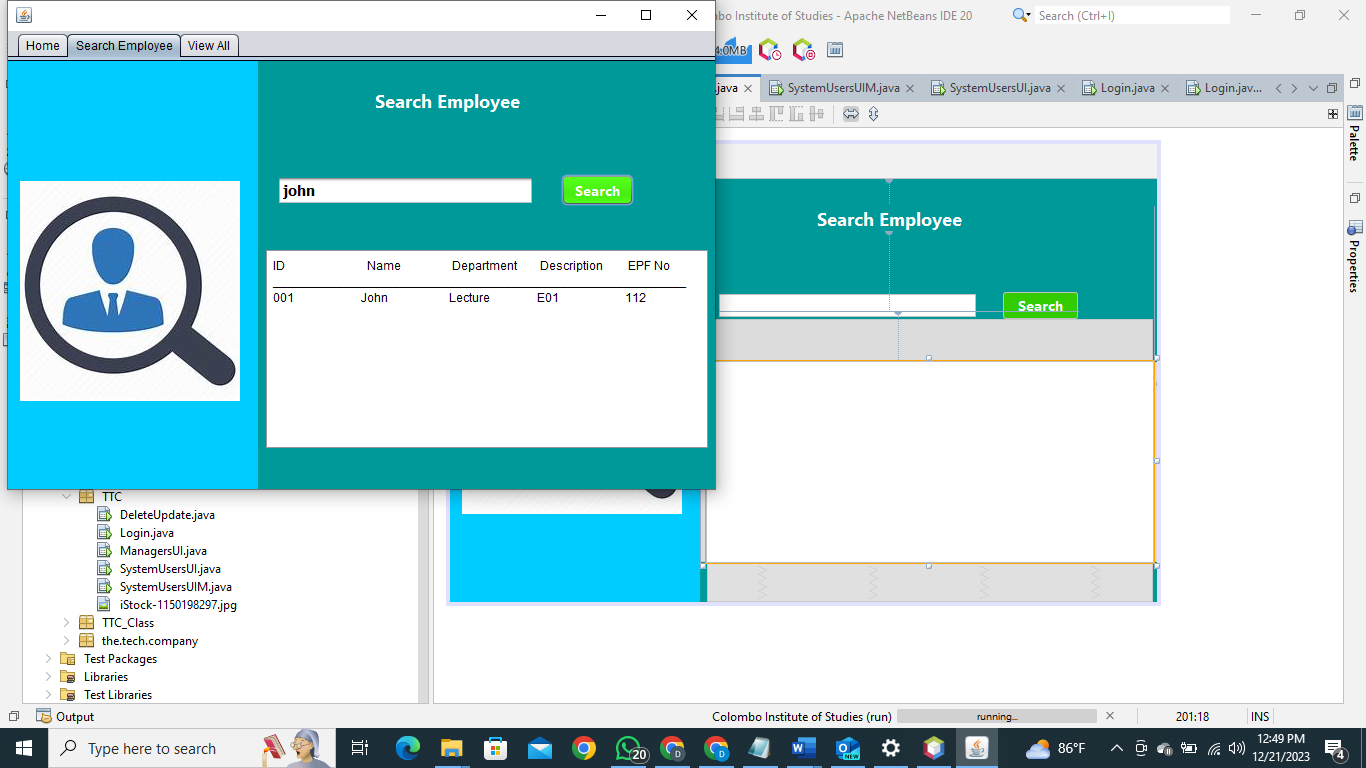 lombo Institute of Studies - Apache NetBeans IDE 20
Search (Ctrl+I)
Home
Search Employee
View All
4.0MB
.java
SystemUsersUIM.java
SystemUsersUI.java
Login.java
Login.jav...
Palette
Properties
Search Employee
john
Search
ID Name Department Description EPF No
001 John Lecture E01 112
Search Employee
Search
TTC
DeleteUpdate.java
Login.java
ManagersUI.java
SystemUsersUI.java
SystemUsersUIM.java
iStock-1150198297.jpg
TTC_Class
the.tech.company
Test Packages
Libraries
Test Libraries
Output
Colombo Institute of Studies (run)
running...
201:18
INS
Type here to search
20
NEW
86°F
12:49 PM
12/21/2023
4